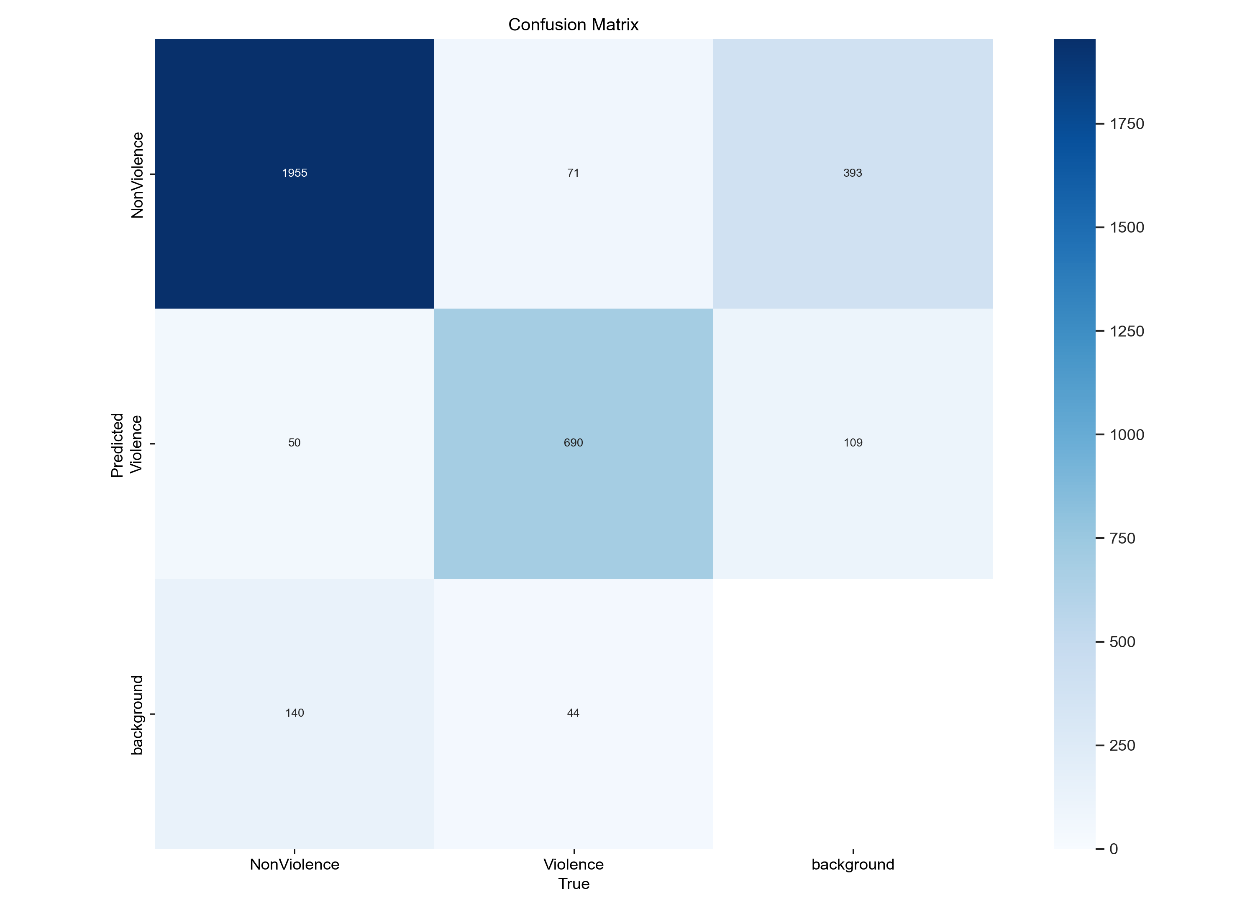 Confusion Matrix
NonViolence
1955
71
393
Predicted
Violence
50
690
109
background
140
44
NonViolence
Violence
background
True
1750
1500
1250
1000
750
500
250
0